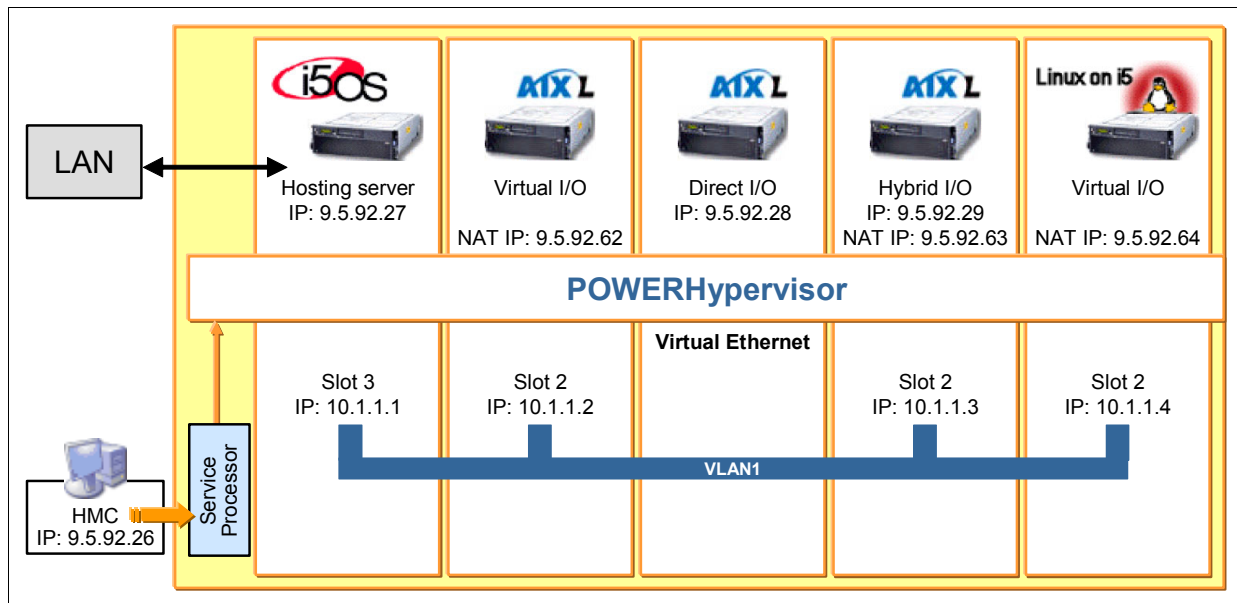 i5OS
AIX L
AIX L
AIX L
Linux on i5
LAN
Hosting server
IP: 9.5.92.27
Virtual I/O
NAT IP: 9.5.92.62
Direct I/O
IP: 9.5.92.28
Hybrid I/O
IP: 9.5.92.29
NAT IP: 9.5.92.63
Virtual I/O
NAT IP: 9.5.92.64
POWERHypervisor
Virtual Ethernet
Slot 3
IP: 10.1.1.1
Slot 2
IP: 10.1.1.2
Slot 2
IP: 10.1.1.3
Slot 2
IP: 10.1.1.4
VLAN1
Service
Processor
HMC
IP: 9.5.92.26